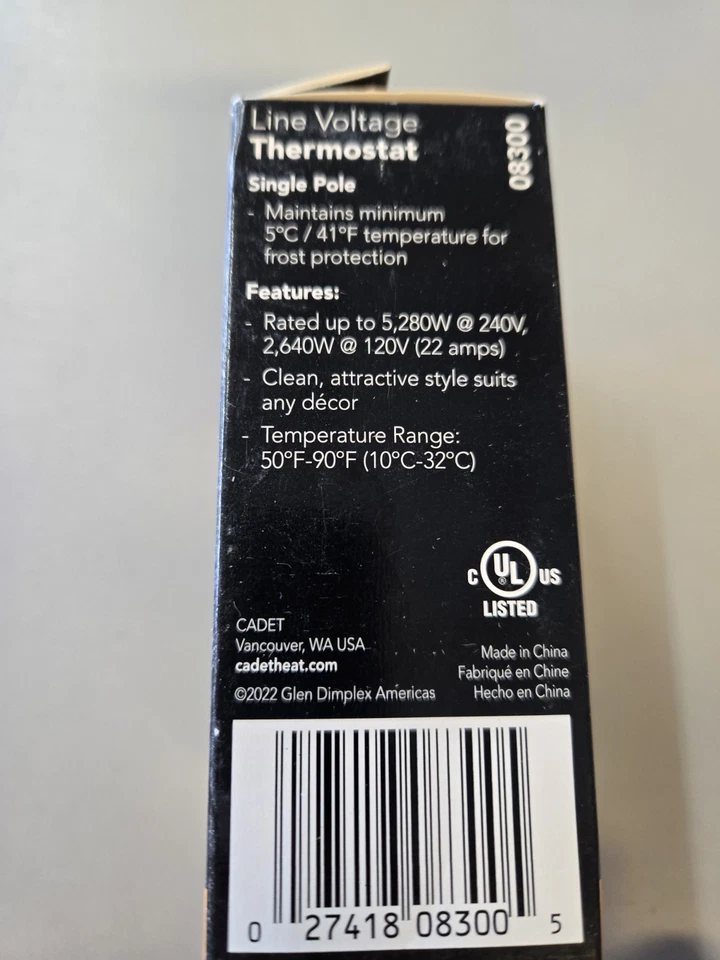 Line Voltage
Thermostat
08300
Single Pole
- Maintains minimum
5°C / 41°F temperature for
frost protection
Features:
- Rated up to 5,280W @ 240V,
2,640W @ 120V (22 amps)
- Clean, attractive style suits
any décor
- Temperature Range:
50°F-90°F (10°C-32°C)
C UL® US
LISTED
CADET
Vancouver, WA USA
cadetheat.com
©2022 Glen Dimplex Americas
Made in China
Fabriqué en Chine
Hecho en China
0 27418 08300 5